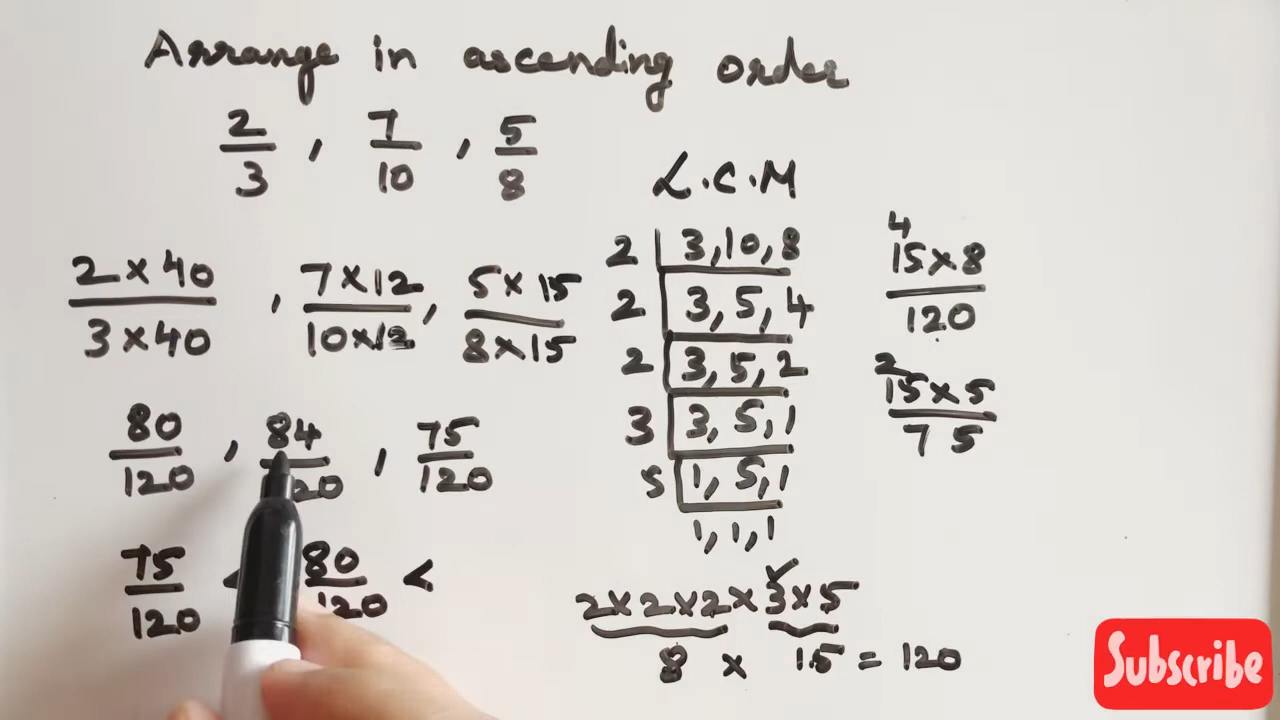 Arrange in ascending order
2/3 , 7/10 , 5/8
2×40/3×40 , 7×12/10×12 , 5×15/8×15
80/120 , 84/120 , 75/120
75/120 < 80/120 <
L.C.M
2 | 3,10,8
2 | 3,5,4
2 | 3,5,2
3 | 3,5,1
5 | 1,5,1
1,1,1
2×2×2×3×5
8 × 15 = 120
4
15×8
120
2
15×5
75
Subscribe